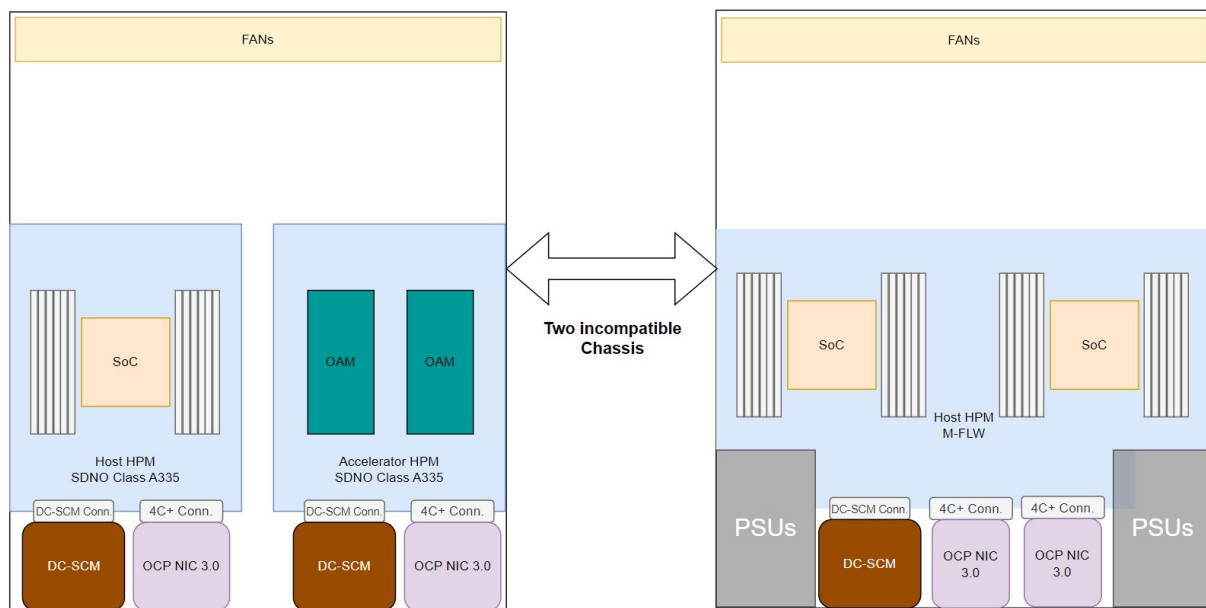 FANs
SoC
OAM
OAM
Host HPM
SDNO Class A335
Accelerator HPM
SDNO Class A335
DC-SCM Conn.
4C+ Conn.
DC-SCM Conn.
4C+ Conn.
DC-SCM
OCP NIC 3.0
DC-SCM
OCP NIC 3.0
Two incompatible
Chassis
FANs
SoC
SoC
Host HPM
M-FLW
PSUs
PSUs
DC-SCM Conn.
4C+ Conn.
4C+ Conn.
DC-SCM
OCP NIC
3.0
OCP NIC
3.0